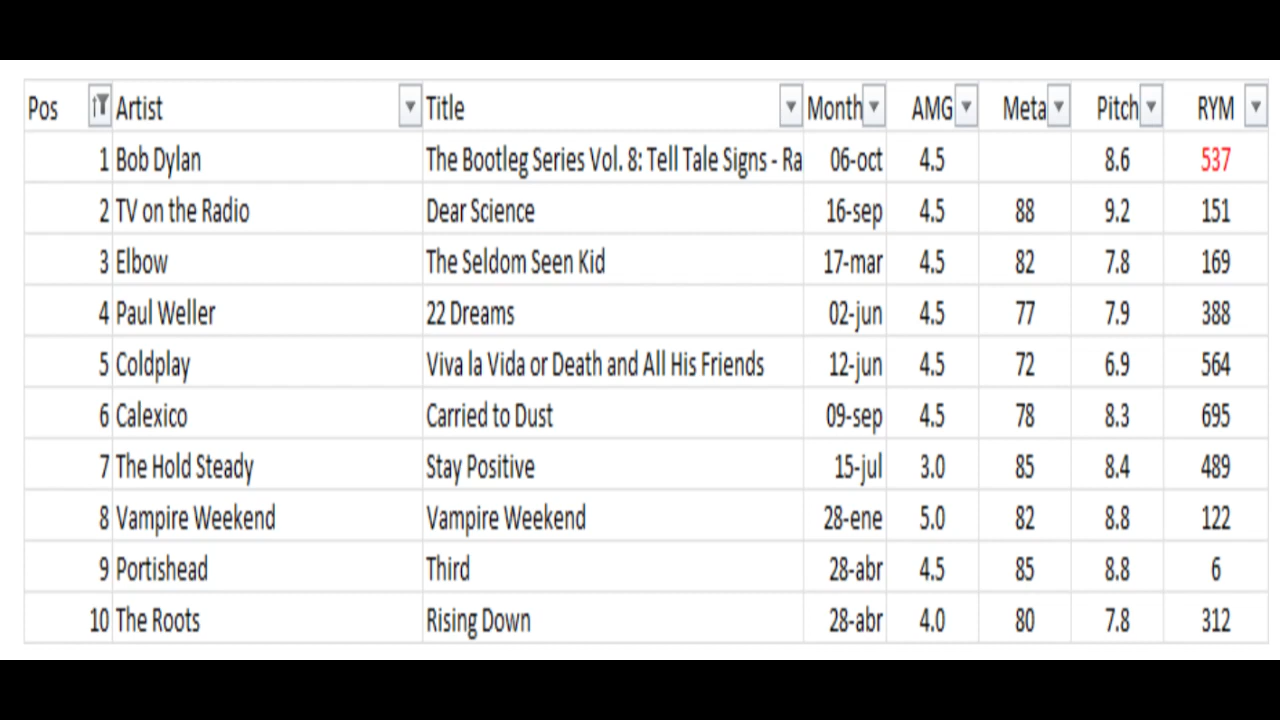 Pos Artist Title Month AMG Meta Pitch RYM
1 Bob Dylan The Bootleg Series Vol. 8: Tell Tale Signs - Ra 06-oct 4.5 8.6 537
2 TV on the Radio Dear Science 16-sep 4.5 88 9.2 151
3 Elbow The Seldom Seen Kid 17-mar 4.5 82 7.8 169
4 Paul Weller 22 Dreams 02-jun 4.5 77 7.9 388
5 Coldplay Viva la Vida or Death and All His Friends 12-jun 4.5 72 6.9 564
6 Calexico Carried to Dust 09-sep 4.5 78 8.3 695
7 The Hold Steady Stay Positive 15-jul 3.0 85 8.4 489
8 Vampire Weekend Vampire Weekend 28-ene 5.0 82 8.8 122
9 Portishead Third 28-abr 4.5 85 8.8 6
10 The Roots Rising Down 28-abr 4.0 80 7.8 312